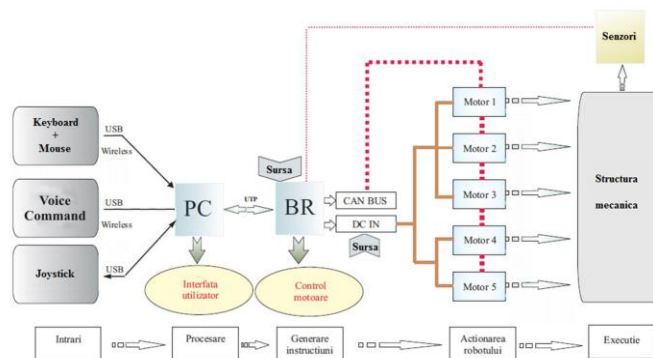 Senzori
Keyboard
+
Mouse
USB
Wireless
Voice
Command
USB
Wireless
Joystick
USB
PC
UTP
Sursa
BR
CAN BUS
DC IN
Sursa
Motor 1
Motor 2
Motor 3
Motor 4
Motor 5
Structura
mecanica
Interfata
utilizator
Control
motoare
Intrari
Procesare
Generare
instructiuni
Actionarea
robotului
Executie